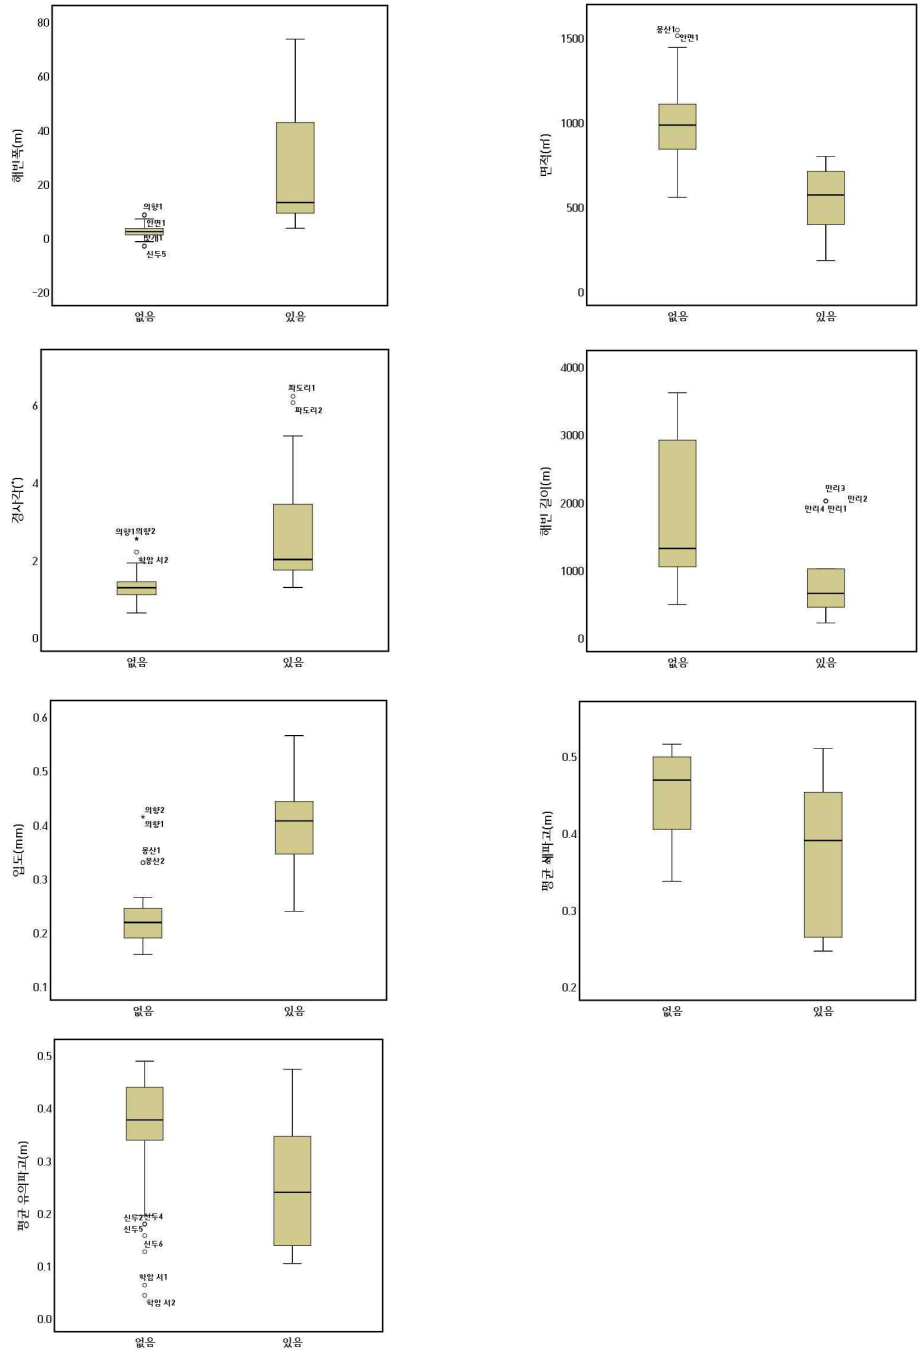 80
60
40
20
0
-20
해빈폭(m)
의향1
안면1
신두5
없음
있음
1500
1000
500
0
면적(㎡)
몽산1
안면1
없음
있음
6
4
2
0
경사각(°)
의향1
의향2
학암 서2
파도리1
파도리2
없음
있음
4000
3000
2000
1000
0
해빈 길이(m)
만리3
만리2
만리4
만리1
없음
있음
0.6
0.5
0.4
0.3
0.2
0.1
입도(mm)
의향2
의향1
몽산1
몽산2
없음
있음
0.5
0.4
0.3
0.2
평균 쇄파고(m)
없음
있음
0.5
0.4
0.3
0.2
0.1
0.0
평균 유의파고(m)
신두2
신두4
신두5
신두6
학암 서1
학암 서2
없음
있음